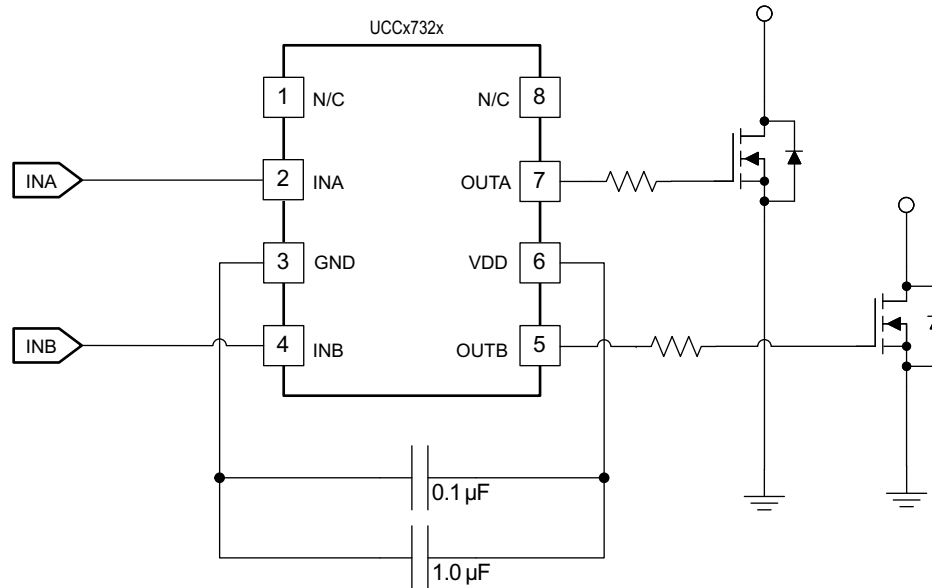 UCCx732x
1 N/C N/C 8
INA 2 INA OUTA 7
3 GND VDD 6
INB 4 INB OUTB 5
0.1 µF
1.0 µF